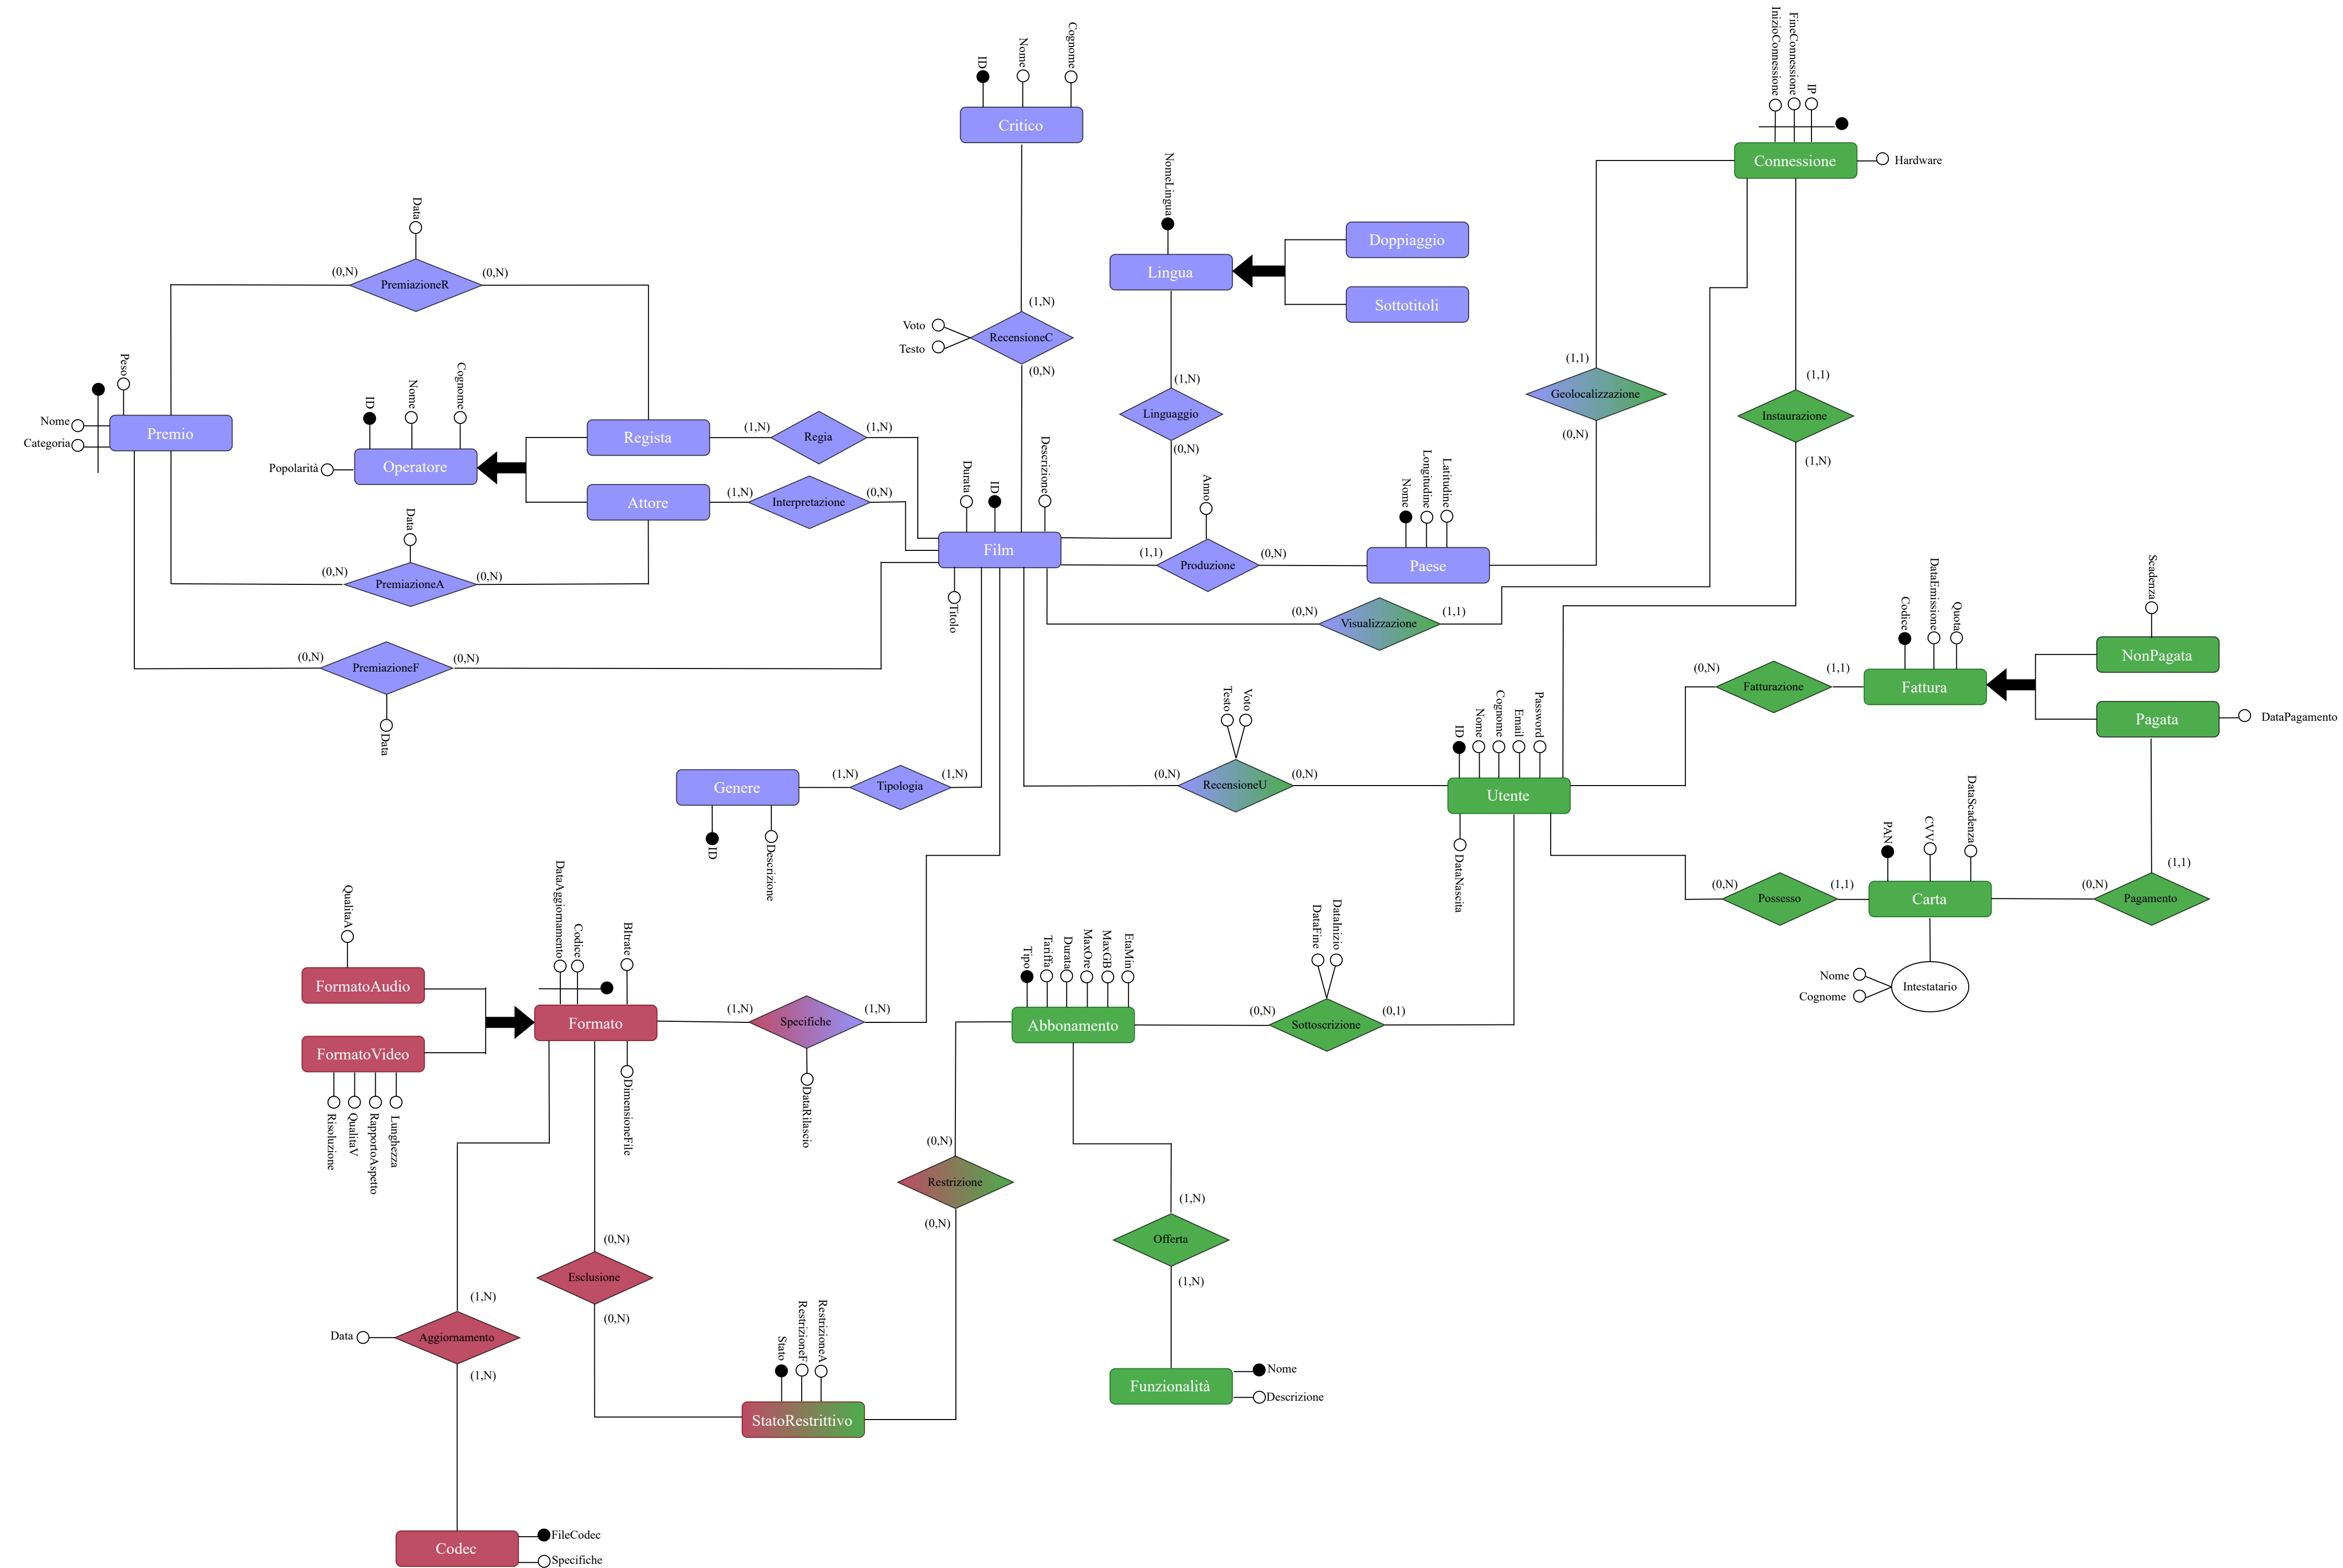 InizioConnessione
FineConnessione
IP
Connessione
Hardware
ID
Nome
Cognome
Critico
NomeLingua
Lingua
Doppiaggio
Sottotitoli
Data
(0,N)
PremiazioneR
(0,N)
(1,N)
Voto
Testo
RecensioneC
(0,N)
(1,N)
Linguaggio
(0,N)
(1,1)
Geolocalizzazione
(0,N)
(1,1)
Instaurazione
(1,N)
Peso
Nome
Categoria
Premio
ID
Nome
Cognome
Popolarità
Operatore
Regista
(1,N)
Regia
(1,N)
Attore
(1,N)
Interpretazione
(0,N)
Durata
ID
Descrizione
Film
Titolo
Anno
(1,1)
Produzione
(0,N)
Nome
Longitudine
Latitudine
Paese
Data
(0,N)
PremiazioneA
(0,N)
(0,N)
Visualizzazione
(1,1)
(0,N)
PremiazioneF
(0,N)
Data
Scadenza
Codice
DataEmissione
Quota
NonPagata
(0,N)
Fatturazione
(1,1)
Fattura
Pagata
DataPagamento
Testo
Voto
(0,N)
RecensioneU
(0,N)
ID
Nome
Cognome
Email
Password
Utente
DataNascita
Genere
(1,N)
Tipologia
(1,N)
ID
Descrizione
PAN
CVV
DataScadenza
(0,N)
Possesso
(1,1)
Carta
(0,N)
(1,1)
Pagamento
Nome
Cognome
Intestatario
QualitaA
FormatoAudio
FormatoVideo
Risoluzione
QualitaV
RapportoAspetto
Lunghezza
DataAggiornamento
Codice
BItrate
Formato
DimensioneFile
(1,N)
Specifiche
(1,N)
DataRilascio
Tipo
Tariffa
Durata
MaxOre
MaxGB
EtaMin
Abbonamento
DataFine
DataInizio
(0,N)
Sottoscrizione
(0,1)
(0,N)
Restrizione
(0,N)
(1,N)
Offerta
(1,N)
(0,N)
Esclusione
(0,N)
(1,N)
Data
Aggiornamento
(1,N)
Stato
RestrizioneF
RestrizioneA
StatoRestrittivo
Funzionalità
Nome
Descrizione
Codec
FileCodec
Specifiche